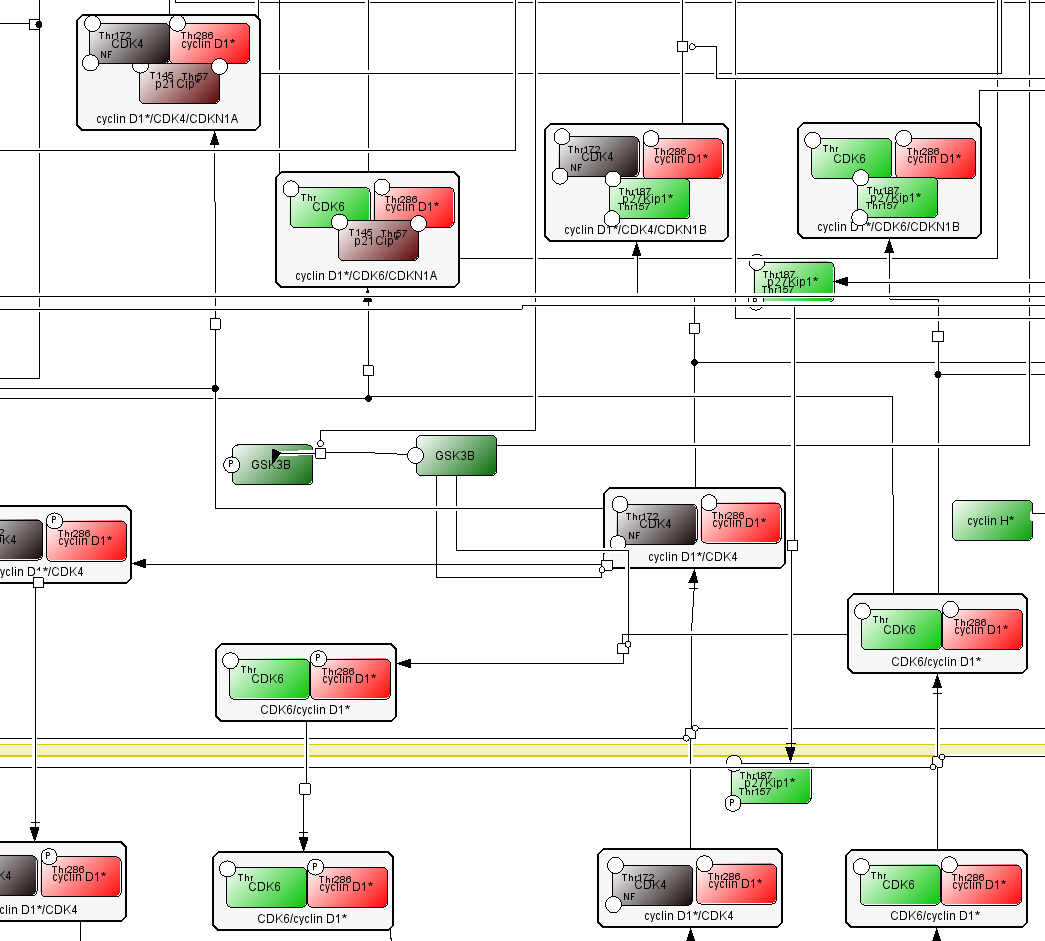 Thr172
Thr286
CDK4
cyclin D1*
NF
T145
Thr57
p21Cip*
cyclin D1*/CDK4/CDKN1A
Thr172
Thr286
CDK4
cyclin D1*
NF
Thr187
p27Kip1*
Thr157
cyclin D1*/CDK4/CDKN1B
Thr
Thr286
CDK6
cyclin D1*
Thr187
p27Kip1*
Thr157
cyclin D1*/CDK6/CDKN1B
Thr
Thr286
CDK6
cyclin D1*
T145
Thr57
p21Cip*
cyclin D1*/CDK6/CDKN1A
Thr187
p27Kip1*
Thr157
P
P
GSK3B
GSK3B
Thr172
Thr286
CDK4
cyclin D1*
NF
cyclin D1*/CDK4
cyclin H*
P
2
Thr286
K4
cyclin D1*
yclin D1*/CDK4
Thr
Thr286
CDK6
cyclin D1*
CDK6/cyclin D1*
P
Thr
Thr286
CDK6
cyclin D1*
CDK6/cyclin D1*
Thr187
p27Kip1*
Thr157
P
P
Thr286
K4
cyclin D1*
clin D1*/CDK4
P
Thr
Thr286
CDK6
cyclin D1*
CDK6/cyclin D1*
Thr172
Thr286
CDK4
cyclin D1*
NF
cyclin D1*/CDK4
Thr
Thr286
CDK6
cyclin D1*
CDK6/cyclin D1*